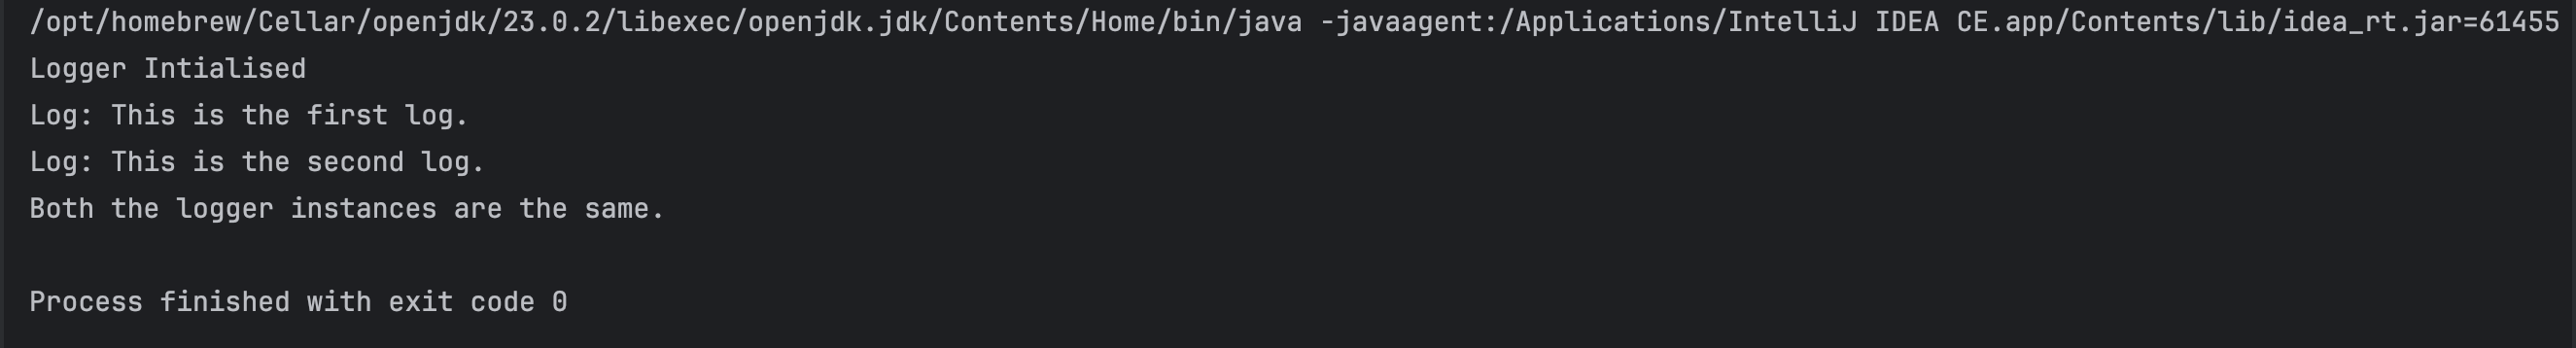 /opt/homebrew/Cellar/openjdk/23.0.2/libexec/openjdk.jdk/Contents/Home/bin/java -javaagent:/Applications/IntelliJ IDEA CE.app/Contents/lib/idea_rt.jar=61455
Logger Intialised
Log: This is the first log.
Log: This is the second log.
Both the logger instances are the same.
Process finished with exit code 0